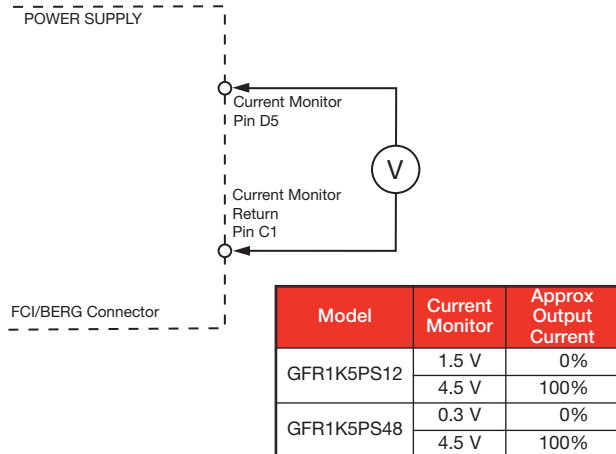 POWER SUPPLY
Current Monitor
Pin D5
V
Current Monitor
Return
Pin C1
FCI/BERG Connector
Model Current Monitor Approx Output Current
GFR1K5PS12 1.5 V 0%
4.5 V 100%
GFR1K5PS48 0.3 V 0%
4.5 V 100%